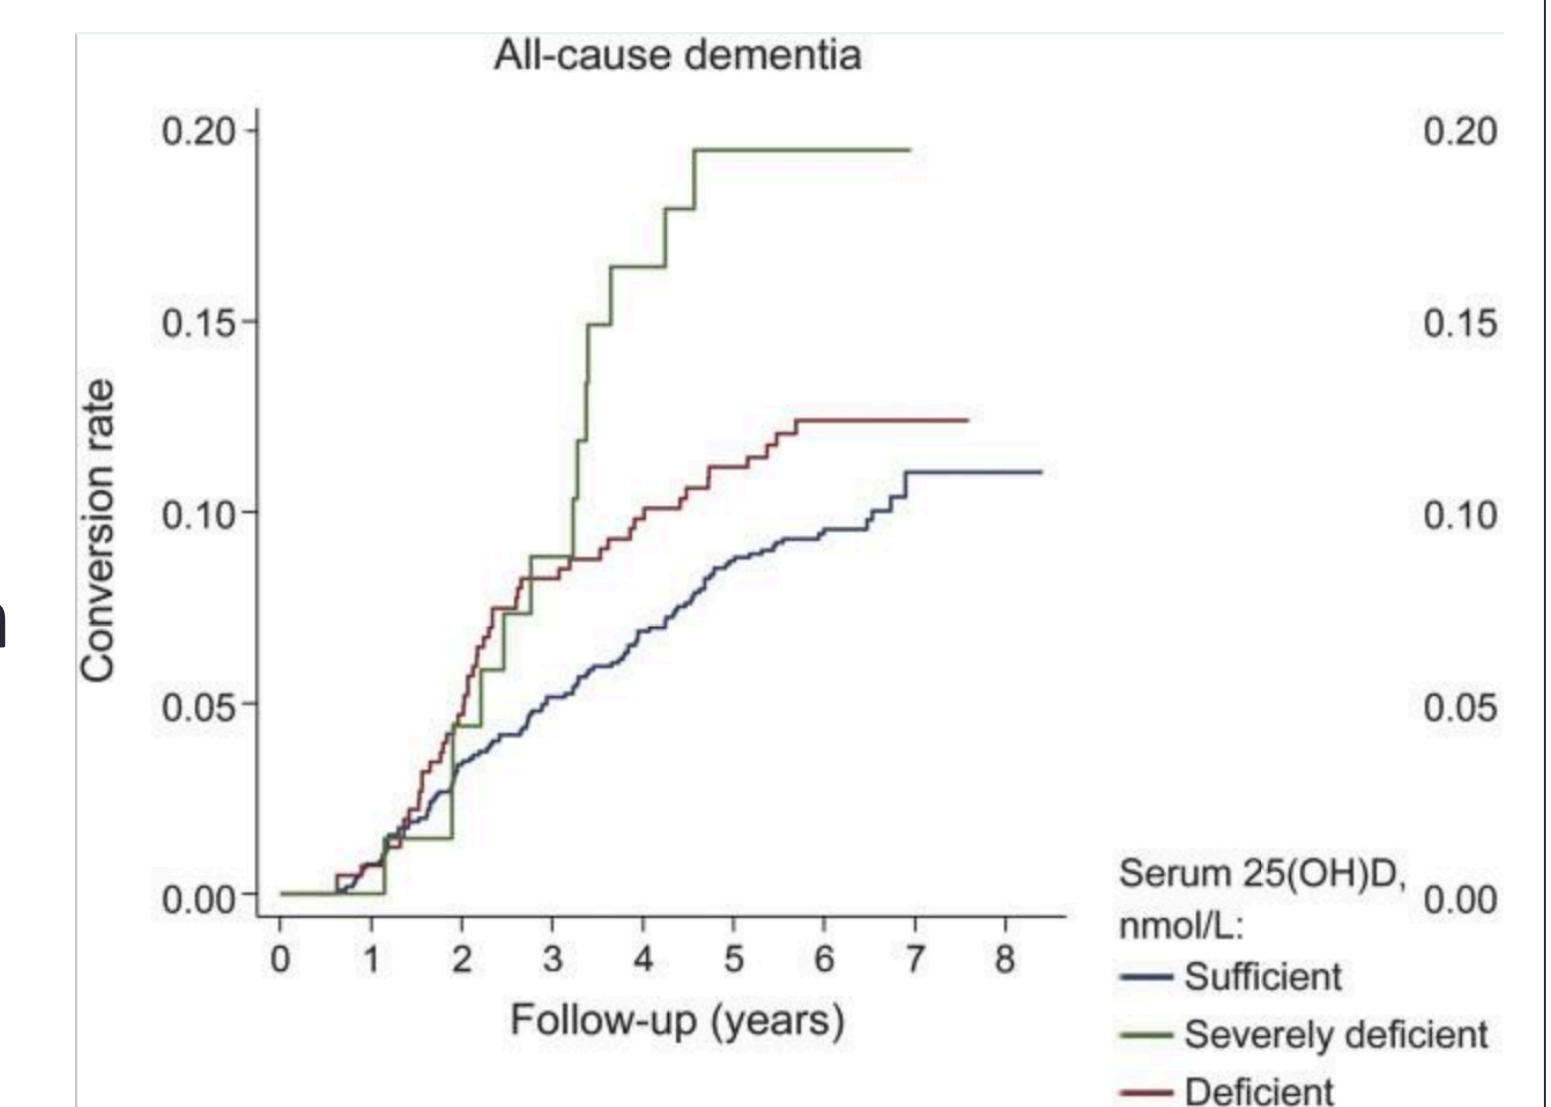 All-cause dementia
0.20
0.15
0.10
0.05
0.00
Conversion rate
0 1 2 3 4 5 6 7 8
Follow-up (years)
0.20
0.15
0.10
0.05
0.00
Serum 25(OH)D,
nmol/L:
Sufficient
Severely deficient
Deficient